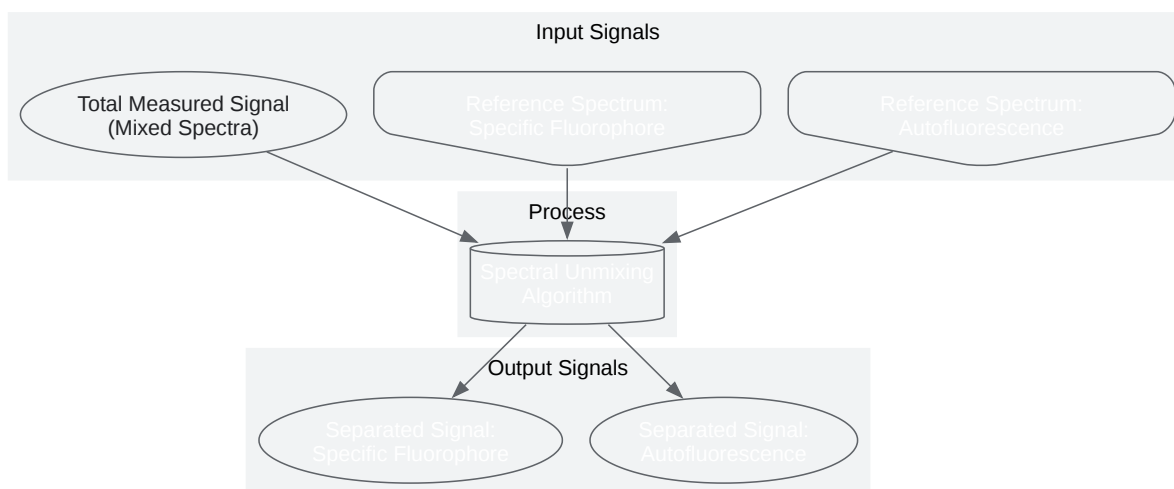 Input Signals
Total Measured Signal
(Mixed Spectra)
Reference Spectrum:
Specific Fluorophore
Reference Spectrum:
Autofluorescence
Process
Spectral Unmixing
Algorithm
Output Signals
Separated Signal:
Specific Fluorophore
Separated Signal:
Autofluorescence